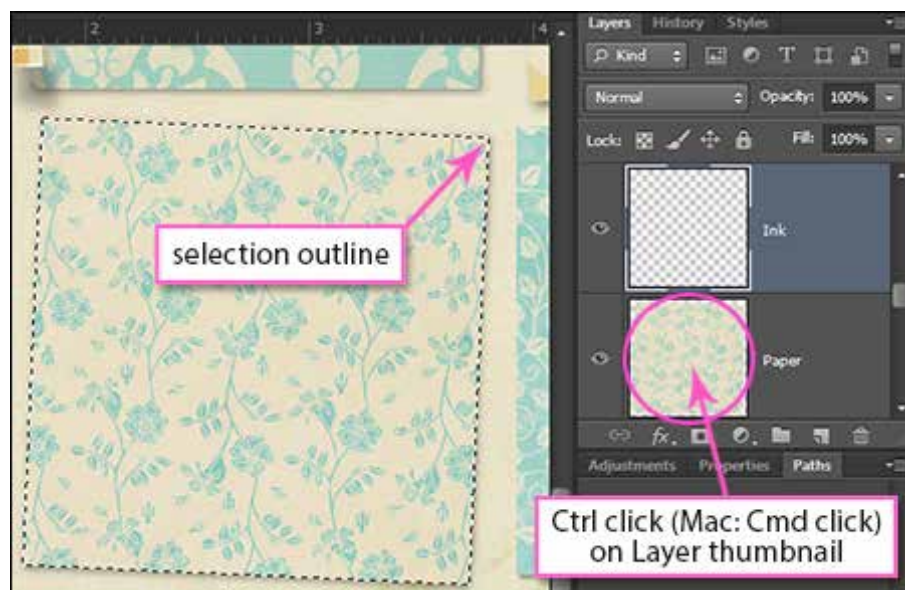 2 3 4
Layers History Styles
Kind
Normal Opacity: 100%
Lock: Fill: 100%
selection outline
Ink
Paper
fx.
Adjustments Properties Paths
Ctrl click (Mac: Cmd click)
on Layer thumbnail